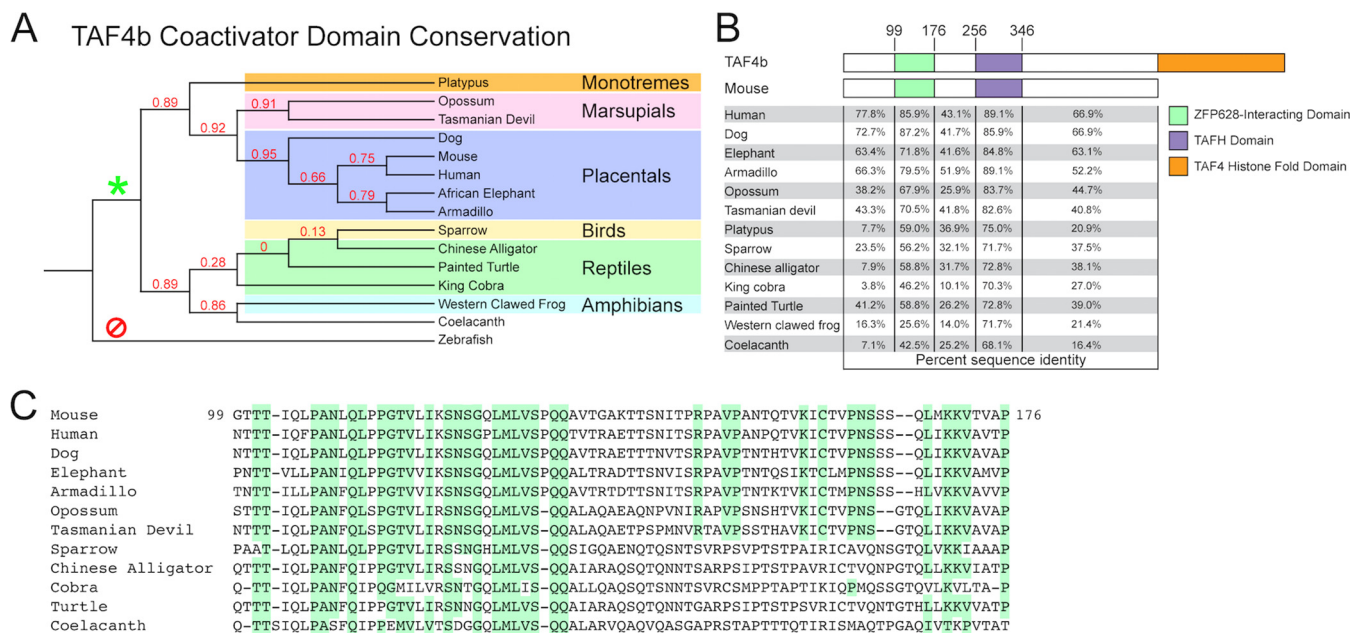 A TAF4b Coactivator Domain Conservation
Platypus Monotremes
0.89
0.91 Opossum Marsupials
Tasmanian Devil
0.92
Dog
0.95
0.75 Mouse
Human Placentals
0.66
0.79 African Elephant
Armadillo
0.13 Sparrow Birds
0 Chinese Alligator
0.28 Painted Turtle Reptiles
0.89 King Cobra
0.86 Western Clawed Frog Amphibians
Coelacanth
Zebrafish
B
99 176 256 346
TAF4b
Mouse
Human 77.8% 85.9% 43.1% 89.1% 66.9%
Dog 72.7% 87.2% 41.7% 85.9% 66.9%
Elephant 63.4% 71.8% 41.6% 84.8% 63.1%
Armadillo 66.3% 79.5% 51.9% 89.1% 52.2%
Opossum 38.2% 67.9% 25.9% 83.7% 44.7%
Tasmanian devil 43.3% 70.5% 41.8% 82.6% 40.8%
Platypus 7.7% 59.0% 36.9% 75.0% 20.9%
Sparrow 23.5% 56.2% 32.1% 71.7% 37.5%
Chinese alligator 7.9% 58.8% 31.7% 72.8% 38.1%
King cobra 3.8% 46.2% 10.1% 70.3% 27.0%
Painted Turtle 41.2% 58.8% 26.2% 72.8% 39.0%
Western clawed frog 16.3% 25.6% 14.0% 71.7% 21.4%
Coelacanth 7.1% 42.5% 25.2% 68.1% 16.4%
Percent sequence identity
ZFP628-Interacting Domain
TAFH Domain
TAF4 Histone Fold Domain
C
Mouse 99 GTTT-IQLPANLQLPPGTVLIKSNSGQLMLVSPQQAVTGAKTTSNITPRPAVPANTQTVKICTVPNSSS--QLMKKVTVAP 176
Human NTTT-IQFPANLQLPPGTVLIKSNSGPLMLVSPQQTVTRAETTSNITSRPAVPANPQTVKICTVPNSSS--QLIKKVAVTP
Dog NTTT-IQLPANFQLPPGTVLIKSNSGQLMLVSPQQAVTRAETTTNVTSRPAVPTNTHTVKICTVPNSSS--QLIKKVAVTP
Elephant PNTT-VLLPANIQLPPGTVVIKSNSGQLMLVSPQQALTRADTTSNVISRPAVPTNTQSIKTCLMPNSSS--QLIKKVAMVP
Armadillo TNTT-ILLPANFQLPPGTVVIKSNSGQLMLVSPQQAVTRTDTTSNITSRPAVPTNTKTVKICTMPNSSS--HLVKKVAVVP
Opossum STTT-IQLPANFQLSPGTVLIRSNSGQLMLVS-QQALAQAEAQNPVNIRAPVPSNSHTVKICTVPNSS--GTQLIKKVAVAP
Tasmanian Devil NTTT-IQLPANFQLSPGTVLIRSNSGQLMLVS-QQALAQAETPSPMNVRTAVPSSTHAVKICTVPNS--GTQLIKKVAVAP
Sparrow PAAT-LQLPANLQLPPGTVLIRSSNGHLMLVS-QQSIGQAENQTQSNTSVRPSVPTSTPAIRICAVQNSGTQLVKKIAAAP
Chinese Alligator QTTT-IQLPANFQIPPGTVLIRSSNGQLMLVS-QQAIARAQSQTQNNTSARPSIPTSTPAVRICTVQNPGTQLLKKVIATP
Cobra Q-TT-IQLPANFQIPQGMILVRSNTGQLMLIS-QQALLQAQSQTQSNNTSVRCSMPPTAPTIKIQPMQSSGTQVLKVLTA-P
Turtle QTTT-IQLPANFQIPPGTVLIRSNNGQLMLVS-QQAIARAQSQTQNNTGARPSIPTSTPSVRICTVQNTGTHLLKKVVATP
Coelacanth Q-TTSIQLPASFQIPPEMVLVTSDGGQLMLVS-QQALARVQAQVQASGAPRSTAPTTTQTIRISMAQTPGAQIVTKPVTAT